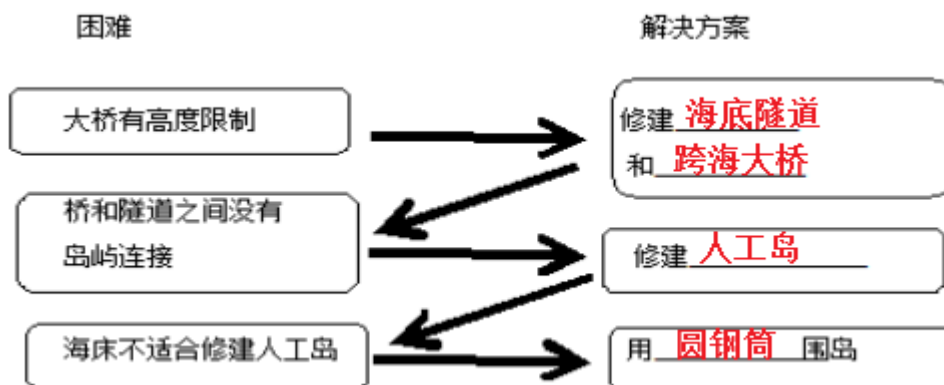 困难 解决方案
大桥有高度限制
修建 海底隧道
和 跨海大桥
桥和隧道之间没有
岛屿连接
修建 人工岛
海床不适合修建人工岛
用 圆钢筒 围岛